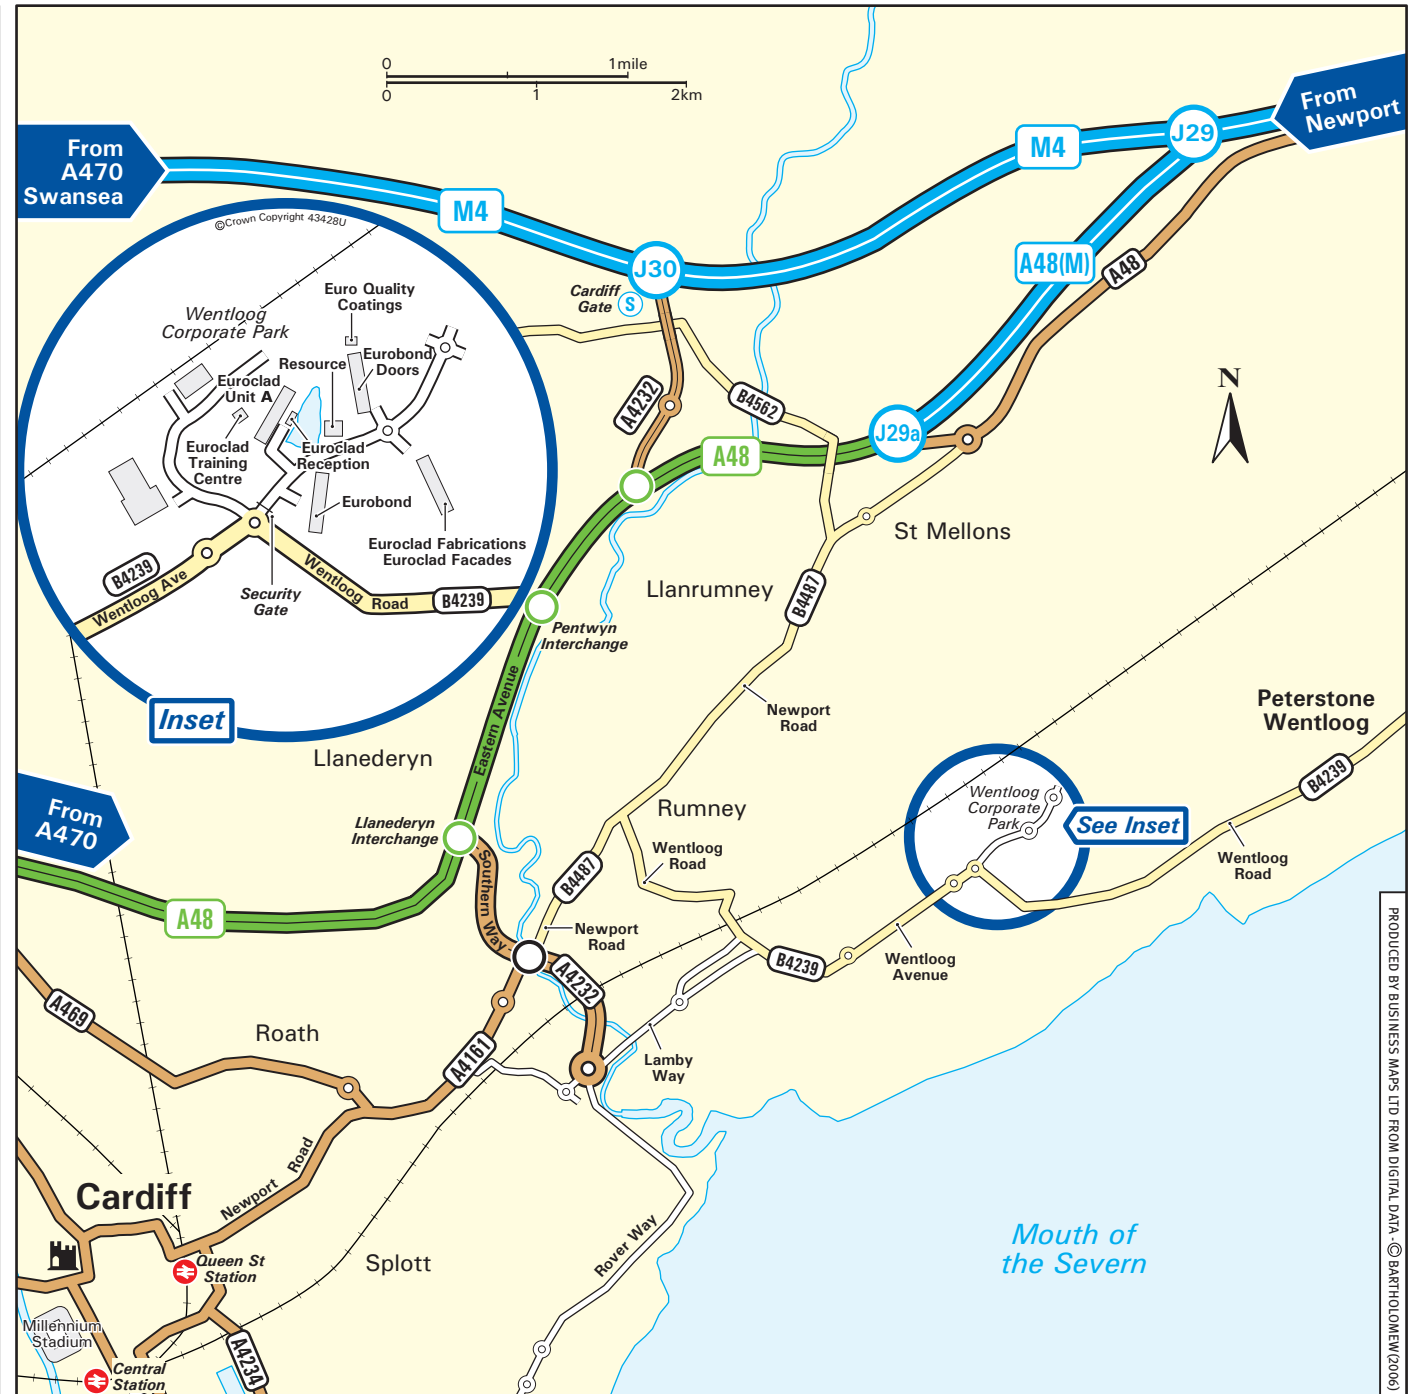 0
1mile
0
1
2km
From
A470
Swansea
M4
M4
J29
From
Newport
©Crown Copyright 43428U
J30
A48(M)
A48
Cardiff
Gate
S
Wentloog
Corporate Park
Euro Quality
Coatings
Resource
Eurobond
Doors
Euroclad
Unit A
Euroclad
Training
Centre
Euroclad
Reception
Eurobond
Euroclad Fabrications
Euroclad Facades
B4239
Wentloog Ave
Security
Gate
Wentloog
Road
B4239
Inset
A4232
B4562
J29a
A48
N
St Mellons
Llanrumney
B4487
Pentwyn
Interchange
Eastern Avenue
Newport
Road
Llanederyn
Peterstone
Wentloog
B4239
Wentloog
Corporate
Park
See Inset
Wentloog
Road
From
A470
Llanederyn
Interchange
Rumney
Wentloog
Road
Southern Way
B4487
A48
Newport
Road
B4239
Wentloog
Avenue
A4232
A469
Roath
A4161
Lamby
Way
Cardiff
Newport
Road
Queen St
Station
Splott
Rover Way
Mouth of
the Severn
Millennium
Stadium
Central
Station
A4234
PRODUCED BY BUSINESS MAPS LTD FROM DIGITAL DATA - © BARTHOLOMEW(2006)